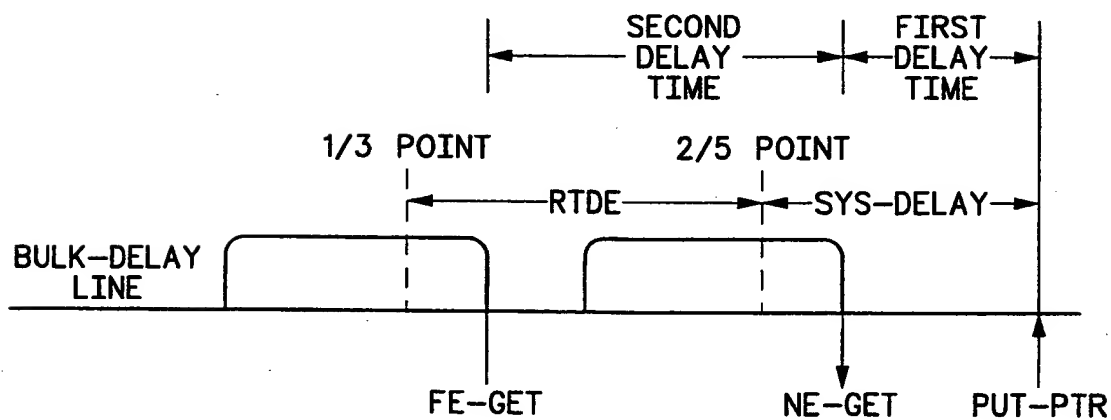 SECOND
DELAY
TIME
FIRST
DELAY
TIME
1/3 POINT
2/5 POINT
RTDE
SYS-DELAY
BULK-DELAY
LINE
FE-GET
NE-GET
PUT-PTR